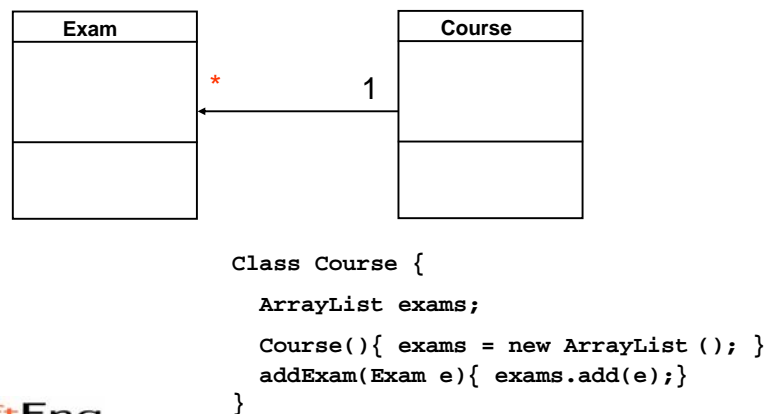 Exam
Course
*
1
Class Course {
ArrayList exams;
Course(){ exams = new ArrayList (); }
addExam(Exam e){ exams.add(e);}
}